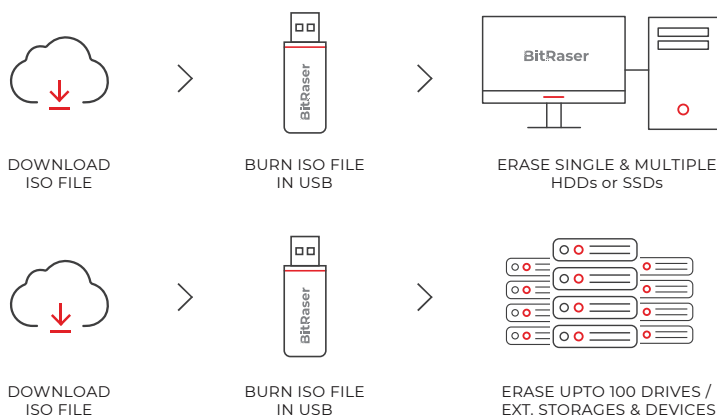 BitRaser
BitRaser
DOWNLOAD
ISO FILE
BURN ISO FILE
IN USB
ERASE SINGLE & MULTIPLE
HDDs or SSDs
BitRaser
DOWNLOAD
ISO FILE
BURN ISO FILE
IN USB
ERASE UPTO 100 DRIVES /
EXT. STORAGES & DEVICES